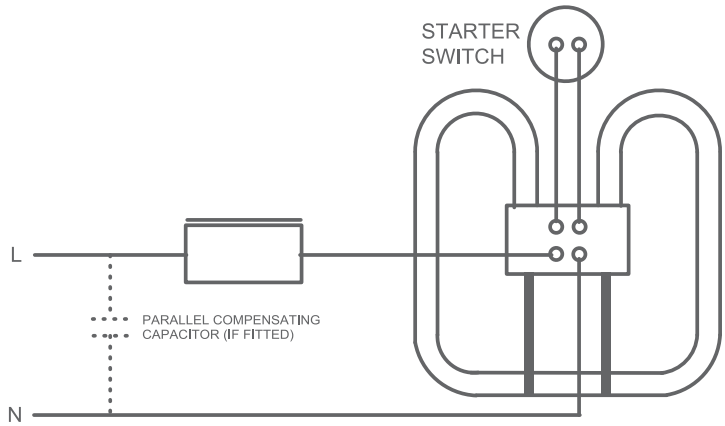 STARTER
SWITCH
L
PARALLEL COMPENSATING
CAPACITOR (IF FITTED)
N